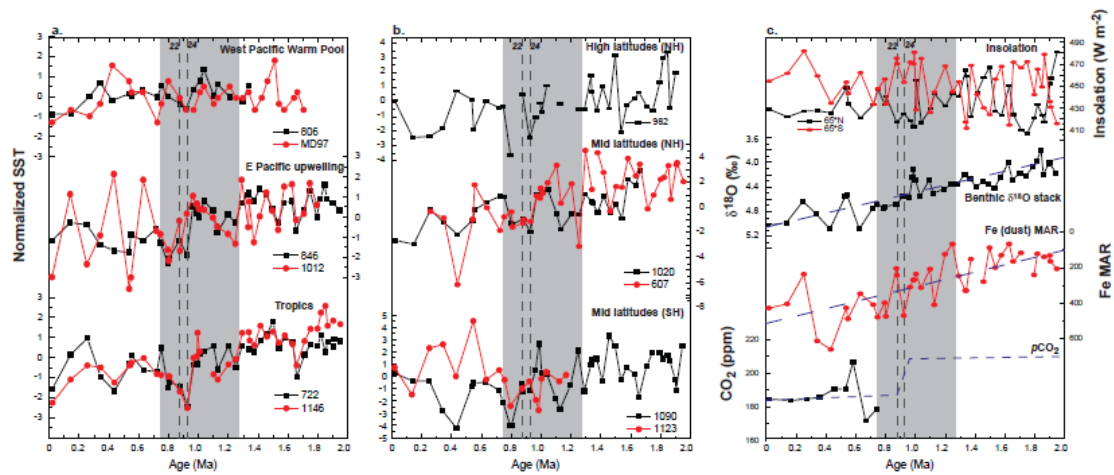 a.
22 24
West Pacific Warm Pool
3
2
1
0
-1
-2
-3
806
MD97
E Pacific upwelling
3
2
1
0
-1
-2
-3
846
1012
Tropics
3
2
1
0
-1
-2
-3
722
1146
Normalized SST
0.0 0.2 0.4 0.6 0.8 1.0 1.2 1.4 1.6 1.8 2.0
Age (Ma)
b.
22 24
High latitudes (NH)
4
3
2
1
0
-1
-2
-3
-4
982
Mid latitudes (NH)
4
2
0
-2
-4
-6
-8
1020
607
Mid latitudes (SH)
5
4
3
2
1
0
-1
-2
-3
-4
-5
1090
1123
0.0 0.2 0.4 0.6 0.8 1.0 1.2 1.4 1.6 1.8 2.0
Age (Ma)
c.
22 24
Insolation
490
470
450
430
410
Insolation (W m⁻²)
65°N
65°S
3.6
4.0
4.4
4.8
5.2
δ¹⁸O (‰)
Benthic δ¹⁸O stack
Fe (dust) MAR
0
200
400
600
Fe MAR
pCO₂
220
200
180
160
CO₂ (ppm)
0.0 0.2 0.4 0.6 0.8 1.0 1.2 1.4 1.6 1.8 2.0
Age (Ma)